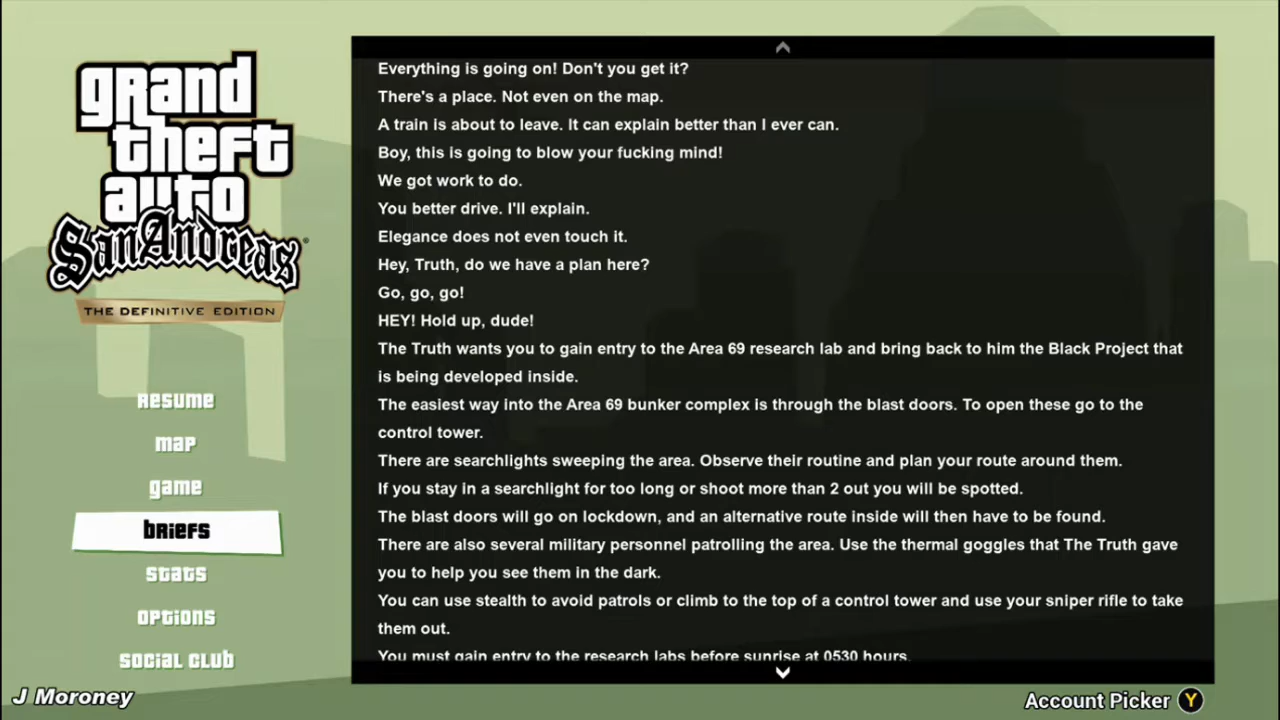 grand
theft
auto
San Andreas
THE DEFINITIVE EDITION
Resume
map
game
briefs
stats
options
social club
Everything is going on! Don't you get it?
There's a place. Not even on the map.
A train is about to leave. It can explain better than I ever can.
Boy, this is going to blow your fucking mind!
We got work to do.
You better drive. I'll explain.
Elegance does not even touch it.
Hey, Truth, do we have a plan here?
Go, go, go!
HEY! Hold up, dude!
The Truth wants you to gain entry to the Area 69 research lab and bring back to him the Black Project that
is being developed inside.
The easiest way into the Area 69 bunker complex is through the blast doors. To open these go to the
control tower.
There are searchlights sweeping the area. Observe their routine and plan your route around them.
If you stay in a searchlight for too long or shoot more than 2 out you will be spotted.
The blast doors will go on lockdown, and an alternative route inside will then have to be found.
There are also several military personnel patrolling the area. Use the thermal goggles that The Truth gave
you to help you see them in the dark.
You can use stealth to avoid patrols or climb to the top of a control tower and use your sniper rifle to take
them out.
You must gain entry to the research labs before sunrise at 0530 hours.
J Moroney
Account Picker Y